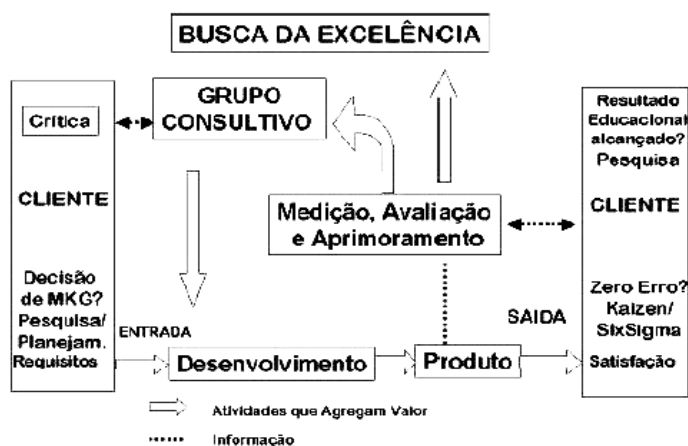 BUSCA DA EXCELÊNCIA
Crítica
CLIENTE
Decisão
de MKG?
Pesquisa/
Planejam.
Requisitos
GRUPO
CONSULTIVO
Medição, Avaliação
e Aprimoramento
ENTRADA
Desenvolvimento
Produto
SAIDA
Resultado
Educacional
alcançado?
Pesquisa
CLIENTE
Zero Erro?
Kaizen/
SixSigma
Satisfação
Atividades que Agregam Valor
Informação